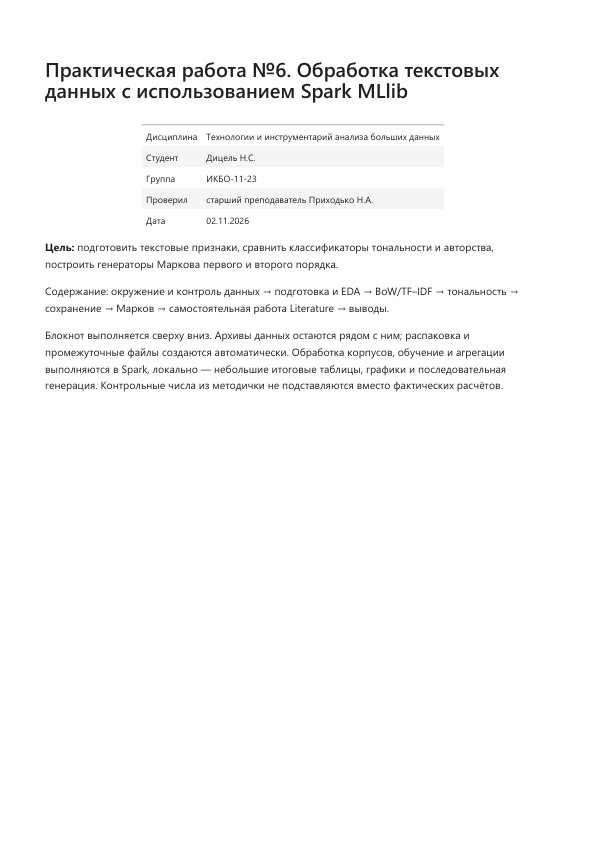 Практическая работа №6. Обработка текстовых
данных с использованием Spark MLlib
Дисциплина Технологии и инструментарий анализа больших данных
Студент Дицель Н.С.
Группа ИКБО-11-23
Проверил старший преподаватель Приходько Н.А.
Дата 02.11.2026
Цель: подготовить текстовые признаки, сравнить классификаторы тональности и авторства,
построить генераторы Маркова первого и второго порядка.
Содержание: окружение и контроль данных → подготовка и EDA → BoW/TF–IDF → тональность →
сохранение → Марков → самостоятельная работа Literature → выводы.
Блокнот выполняется сверху вниз. Архивы данных остаются рядом с ним; распаковка и
промежуточные файлы создаются автоматически. Обработка корпусов, обучение и агрегации
выполняются в Spark, локально — небольшие итоговые таблицы, графики и последовательная
генерация. Контрольные числа из методички не подставляются вместо фактических расчётов.